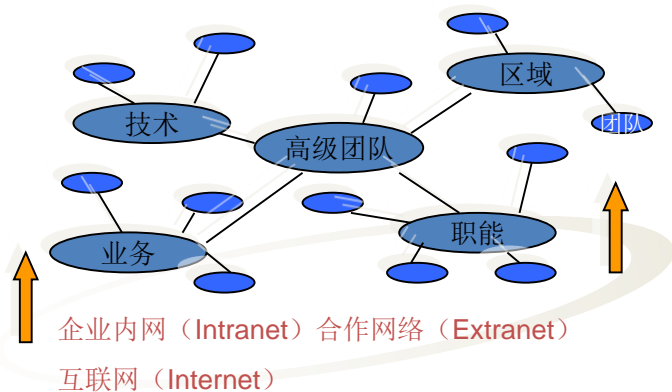 区域
技术
团队
高级团队
业务
职能
企业内网（Intranet）合作网络（Extranet）
互联网（Internet）